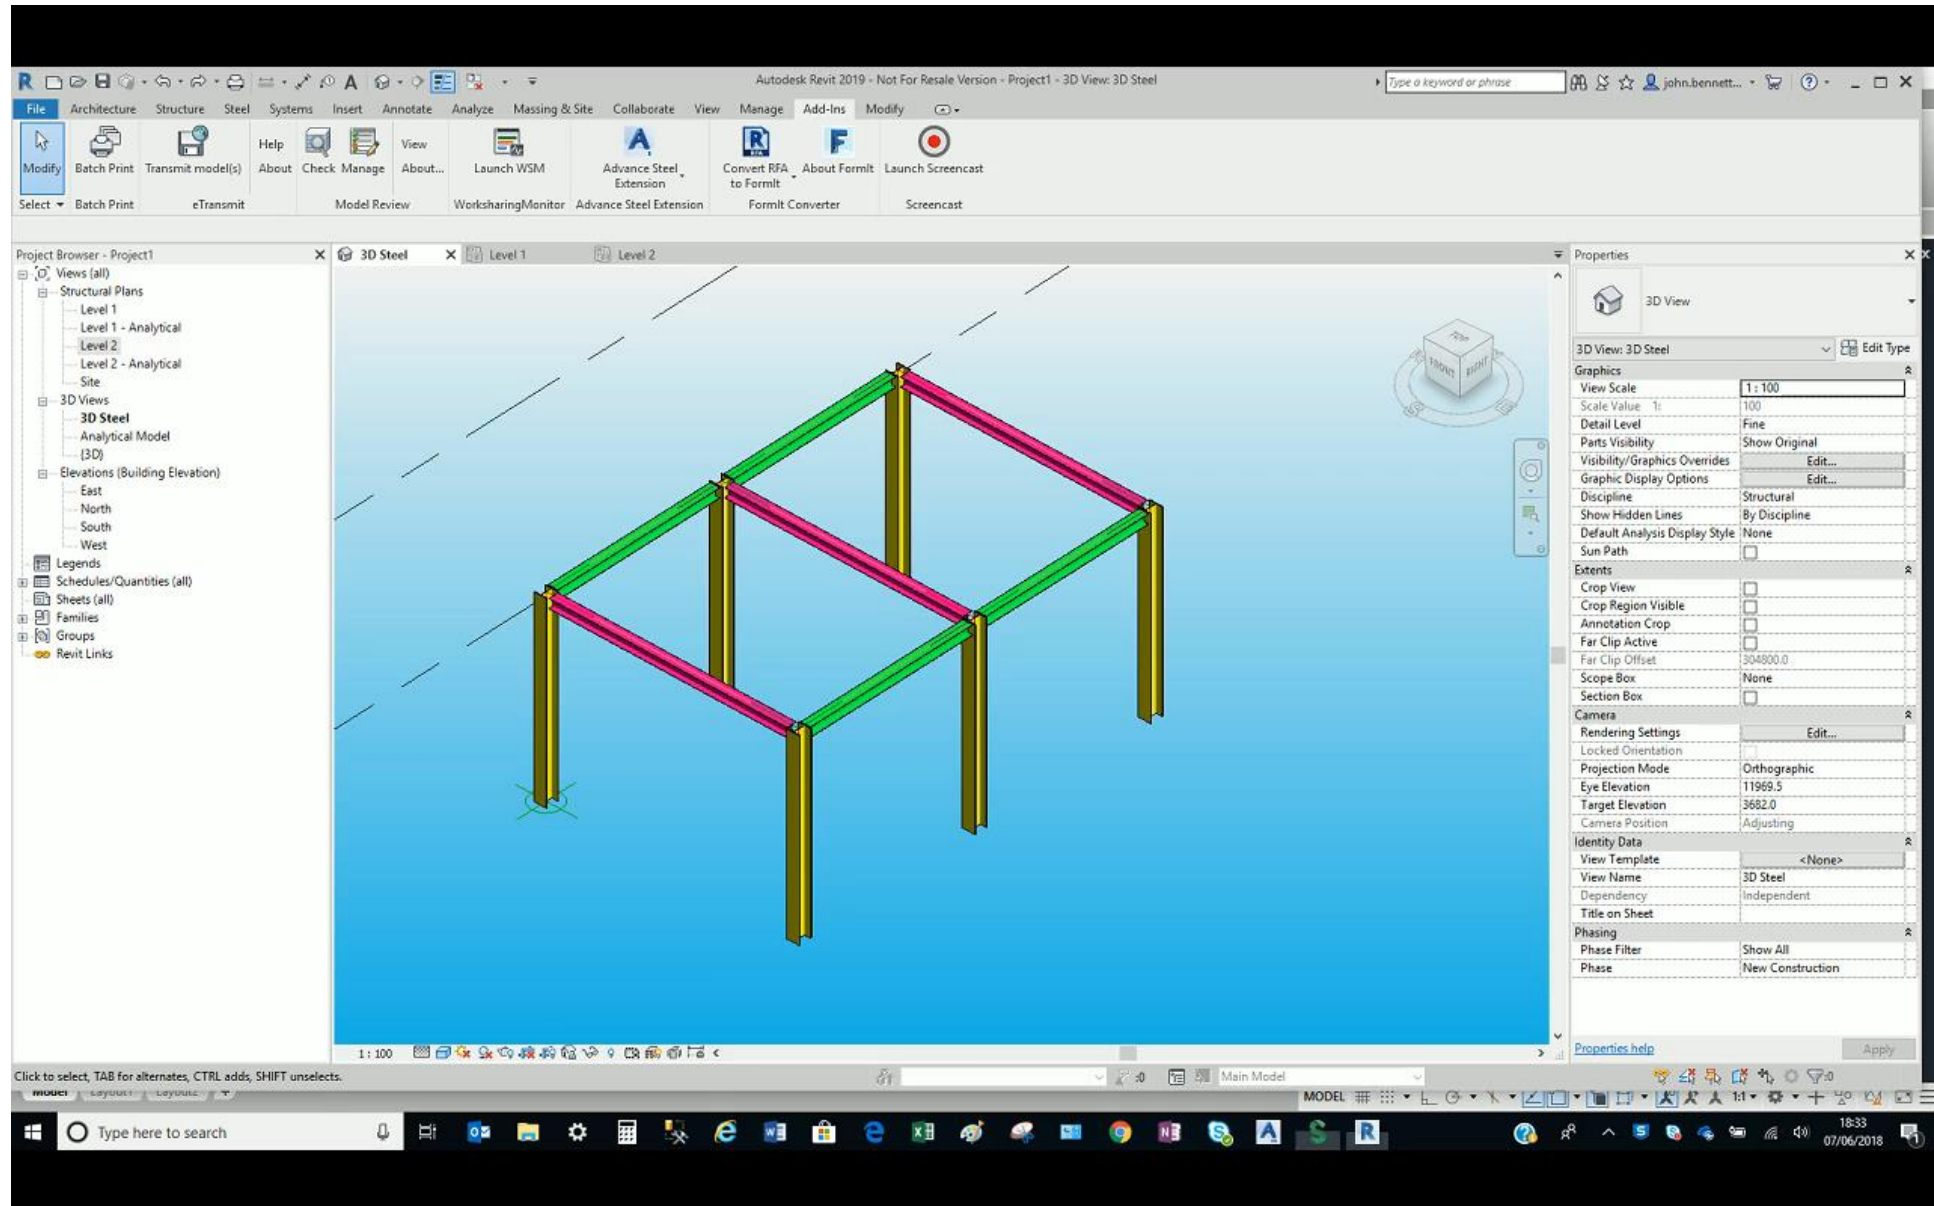 Autodesk Revit 2019 - Not For Resale Version - Project1 - 3D View: 3D Steel
Type a keyword or phrase
john.bennett...
File Architecture Structure Steel Systems Insert Annotate Analyze Massing & Site Collaborate View Manage Add-Ins Modify
Modify Batch Print Transmit model(s) Help About Check Manage View About... Launch WSM Advance Steel Extension Convert RFA to FormIt About FormIt Launch Screencast
Select Batch Print eTransmit Model Review WorksharingMonitor Advance Steel Extension FormIt Converter Screencast
Project Browser - Project1
Views (all)
Structural Plans
Level 1
Level 1 - Analytical
Level 2
Level 2 - Analytical
Site
3D Views
3D Steel
Analytical Model
{3D}
Elevations (Building Elevation)
East
North
South
West
Legends
Schedules/Quantities (all)
Sheets (all)
Families
Groups
Revit Links
3D Steel Level 1 Level 2
TOP
FRONT RIGHT
Properties
3D View
3D View: 3D Steel Edit Type
Graphics
View Scale 1 : 100
Scale Value 1: 100
Detail Level Fine
Parts Visibility Show Original
Visibility/Graphics Overrides Edit...
Graphic Display Options Edit...
Discipline Structural
Show Hidden Lines By Discipline
Default Analysis Display Style None
Sun Path
Extents
Crop View
Crop Region Visible
Annotation Crop
Far Clip Active
Far Clip Offset 304800.0
Scope Box None
Section Box
Camera
Rendering Settings Edit...
Locked Orientation
Projection Mode Orthographic
Eye Elevation 11969.5
Target Elevation 3682.0
Camera Position Adjusting
Identity Data
View Template <None>
View Name 3D Steel
Dependency Independent
Title on Sheet
Phasing
Phase Filter Show All
Phase New Construction
Properties help Apply
1 : 100
Click to select, TAB for alternates, CTRL adds, SHIFT unselects.
:0 Main Model :0
Model Layout1 Layout2 +
MODEL 1:1
Type here to search
18:33
07/06/2018